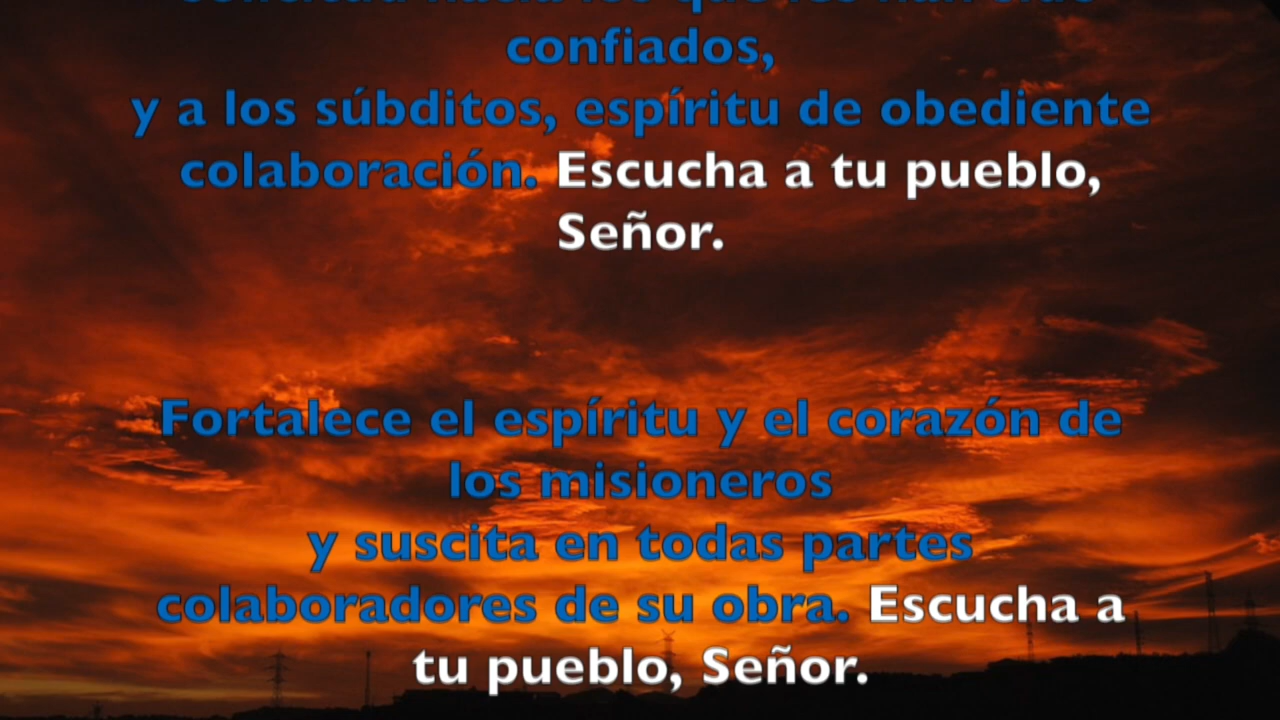 confiados,
y a los súbditos, espíritu de obediente
colaboración. Escucha a tu pueblo,
Señor.
Fortalece el espíritu y el corazón de
los misioneros
y suscita en todas partes
colaboradores de su obra. Escucha a
tu pueblo, Señor.